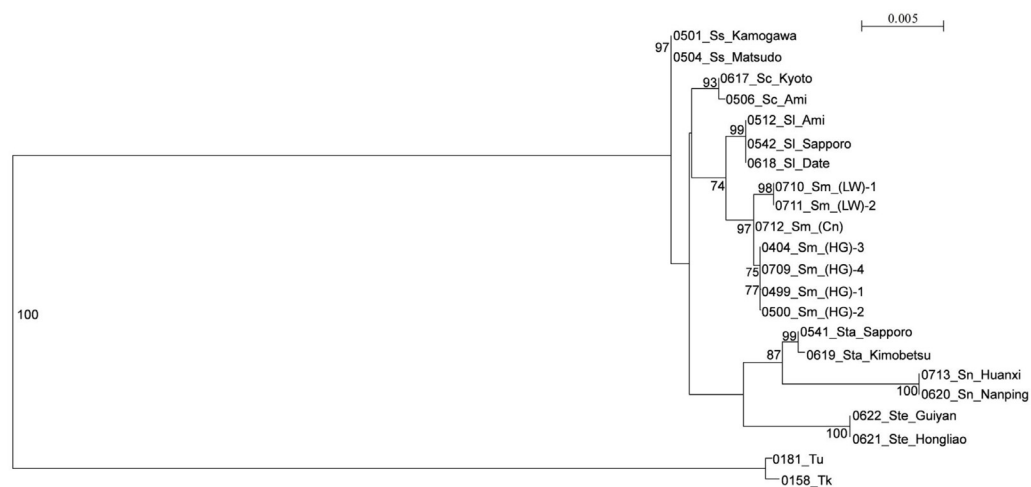 0.005
0501_Ss_Kamogawa
97
0504_Ss_Matsudo
0617_Sc_Kyoto
93
0506_Sc_Ami
0512_Sl_Ami
99
0542_Sl_Sapporo
0618_Sl_Date
74
0710_Sm_(LW)-1
98
0711_Sm_(LW)-2
97
0712_Sm_(Cn)
0404_Sm_(HG)-3
0709_Sm_(HG)-4
75
0499_Sm_(HG)-1
77
0500_Sm_(HG)-2
100
0541_Sta_Sapporo
99
0619_Sta_Kimobetsu
87
0713_Sn_Huanxi
100
0620_Sn_Nanping
0622_Ste_Guiyan
100
0621_Ste_Hongliao
0181_Tu
0158_Tk